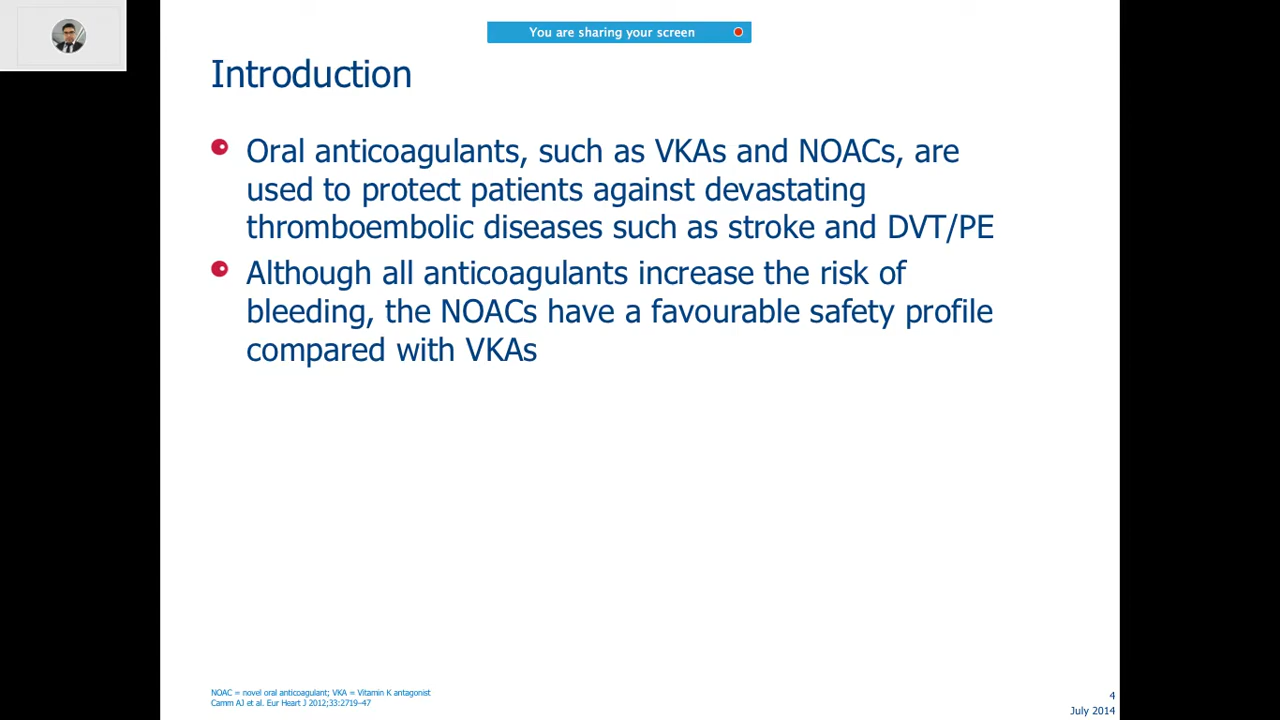 You are sharing your screen
Introduction
Oral anticoagulants, such as VKAs and NOACs, are
used to protect patients against devastating
thromboembolic diseases such as stroke and DVT/PE
Although all anticoagulants increase the risk of
bleeding, the NOACs have a favourable safety profile
compared with VKAs
NOAC = novel oral anticoagulant; VKA = Vitamin K antagonist
Camm AJ et al. Eur Heart J 2012;33:2719–47
4
July 2014